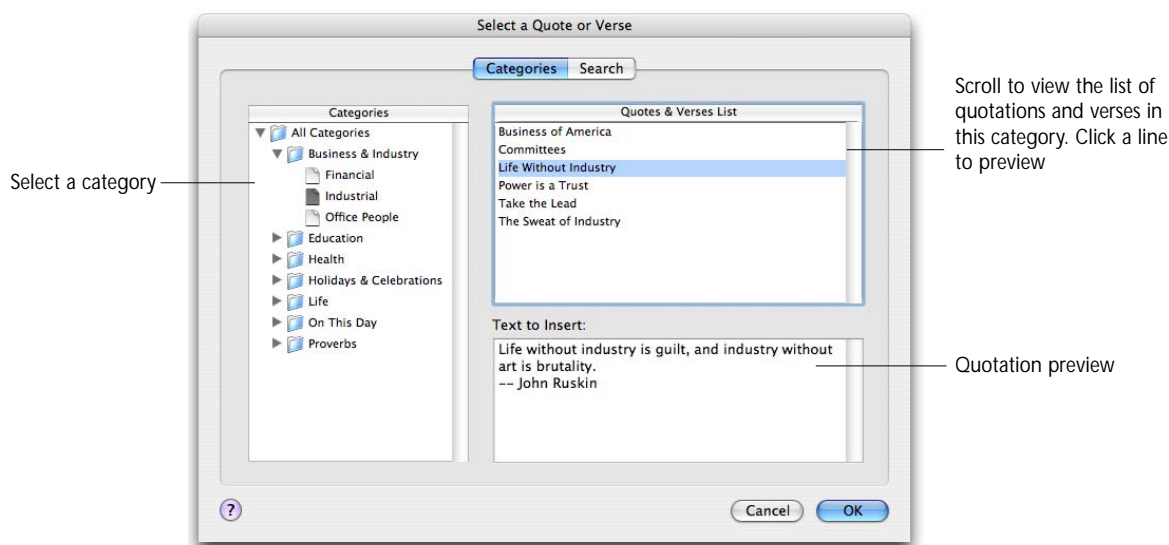 Select a Quote or Verse
Categories
Search
Select a category
Categories
All Categories
Business & Industry
Financial
Industrial
Office People
Education
Health
Holidays & Celebrations
Life
On This Day
Proverbs
Quotes & Verses List
Business of America
Committees
Life Without Industry
Power is a Trust
Take the Lead
The Sweat of Industry
Scroll to view the list of
quotations and verses in
this category. Click a line
to preview
Text to Insert:
Life without industry is guilt, and industry without
art is brutality.
-- John Ruskin
Quotation preview
?
Cancel
OK